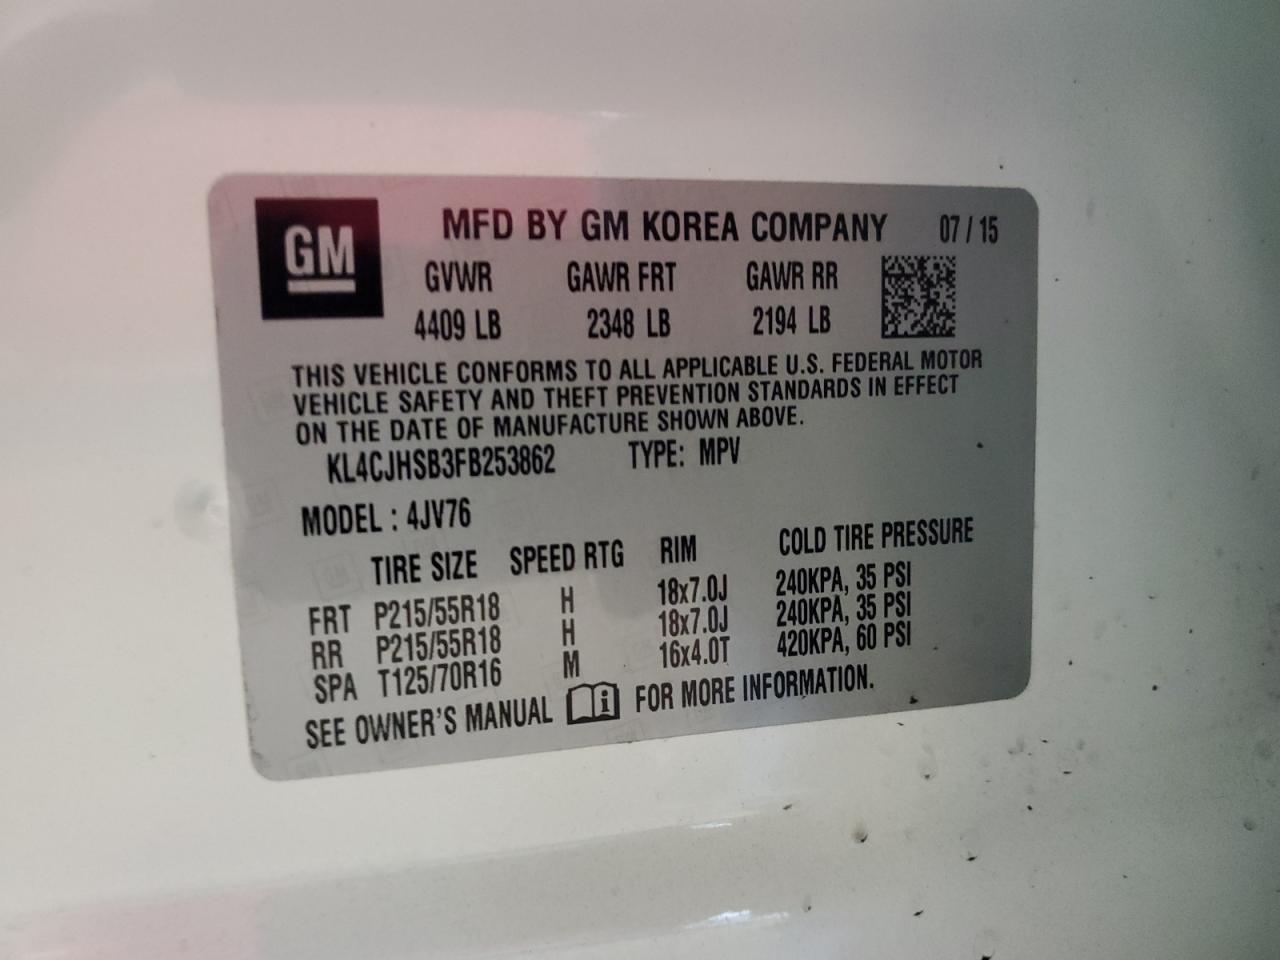 GM
MFD BY GM KOREA COMPANY 07 / 15
GVWR GAWR FRT GAWR RR
4409 LB 2348 LB 2194 LB
THIS VEHICLE CONFORMS TO ALL APPLICABLE U.S. FEDERAL MOTOR
VEHICLE SAFETY AND THEFT PREVENTION STANDARDS IN EFFECT
ON THE DATE OF MANUFACTURE SHOWN ABOVE.
KL4CJHSB3FB253862 TYPE: MPV
MODEL : 4JV76
TIRE SIZE SPEED RTG RIM COLD TIRE PRESSURE
FRT P215/55R18 H 18x7.0J 240KPA, 35 PSI
RR P215/55R18 H 18x7.0J 240KPA, 35 PSI
SPA T125/70R16 M 16x4.0T 420KPA, 60 PSI
SEE OWNER'S MANUAL FOR MORE INFORMATION.